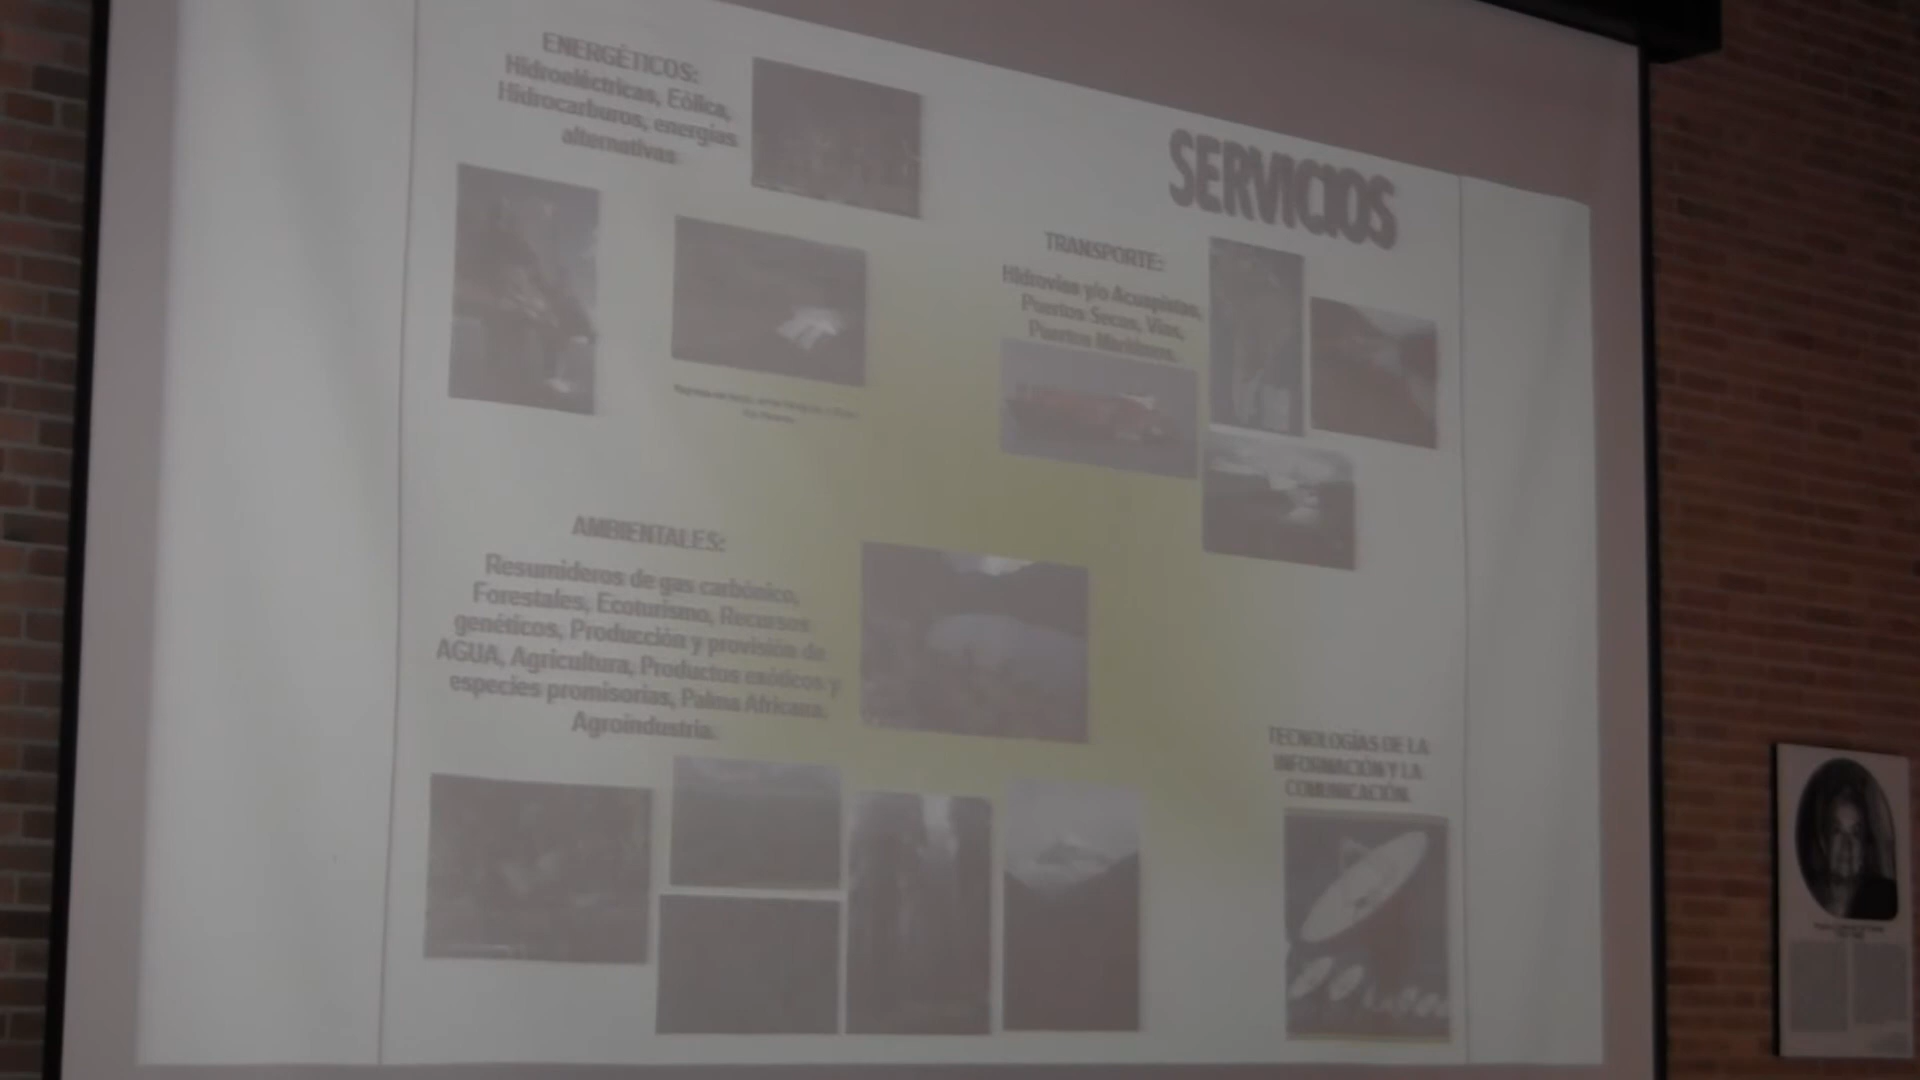 ENERGÉTICOS:
Hidroeléctricas, Eòlica,
Hidrocarburos, energías
alternativas
SERVICIOS
TRANSPORTE:
Hidrovías y/o Acuapistas,
Puertos Secos, Vías,
Puertos Marítimos.
AMBIENTALES:
Resumideros de gas carbónico,
Forestales, Ecoturismo, Recursos
genéticos, Producción y provisión de
AGUA, Agricultura, Productos exóticos y
especies promisorias, Palma Africana,
Agroindustria.
TECNOLOGÍAS DE LA
INFORMACIÓN Y LA
COMUNICACIÓN.